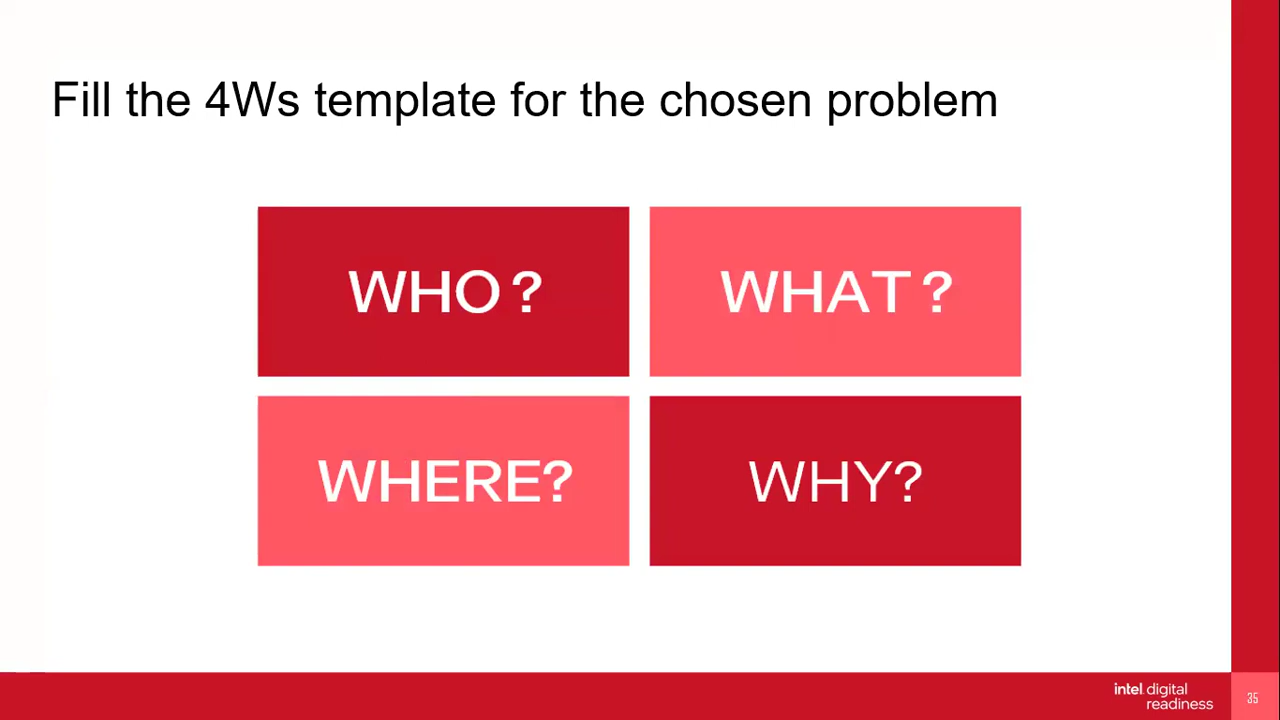 Fill the 4Ws template for the chosen problem
WHO ?
WHAT ?
WHERE?
WHY?
intel digital
readiness
35